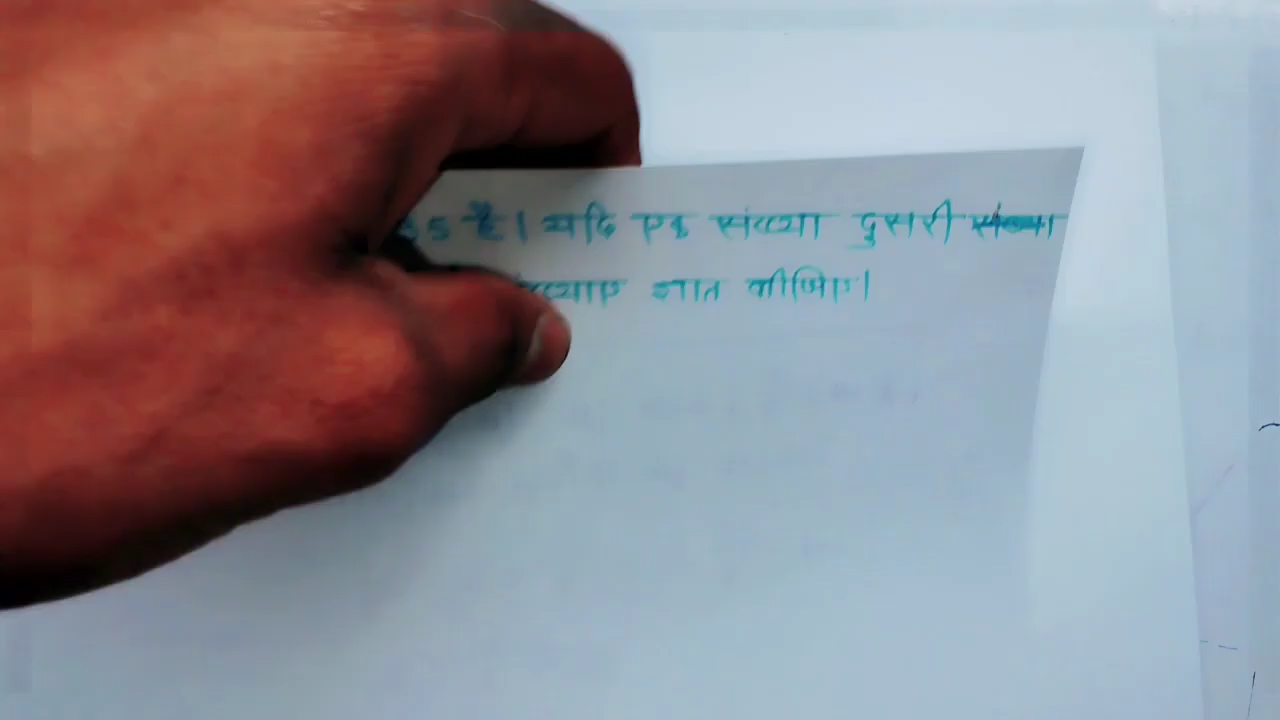 5 है। यदि एक संख्या दुसरी संख्या
ज्ञात कीजिए।